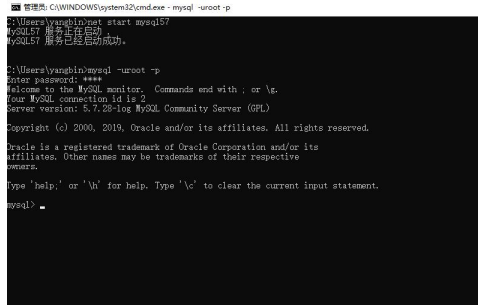 管理员: C:\WINDOWS\system32\cmd.exe - mysql -uroot -p
C:\Users\yangbin>net start mysql57
MySQL57 服务正在启动 .
MySQL57 服务已经启动成功。
C:\Users\yangbin>mysql -uroot -p
Enter password: ****
Welcome to the MySQL monitor.  Commands end with ; or \g.
Your MySQL connection id is 2
Server version: 5.7.28-log MySQL Community Server (GPL)
Copyright (c) 2000, 2019, Oracle and/or its affiliates. All rights reserved.
Oracle is a registered trademark of Oracle Corporation and/or its
affiliates. Other names may be trademarks of their respective
owners.
Type 'help;' or '\h' for help. Type '\c' to clear the current input statement.
mysql>